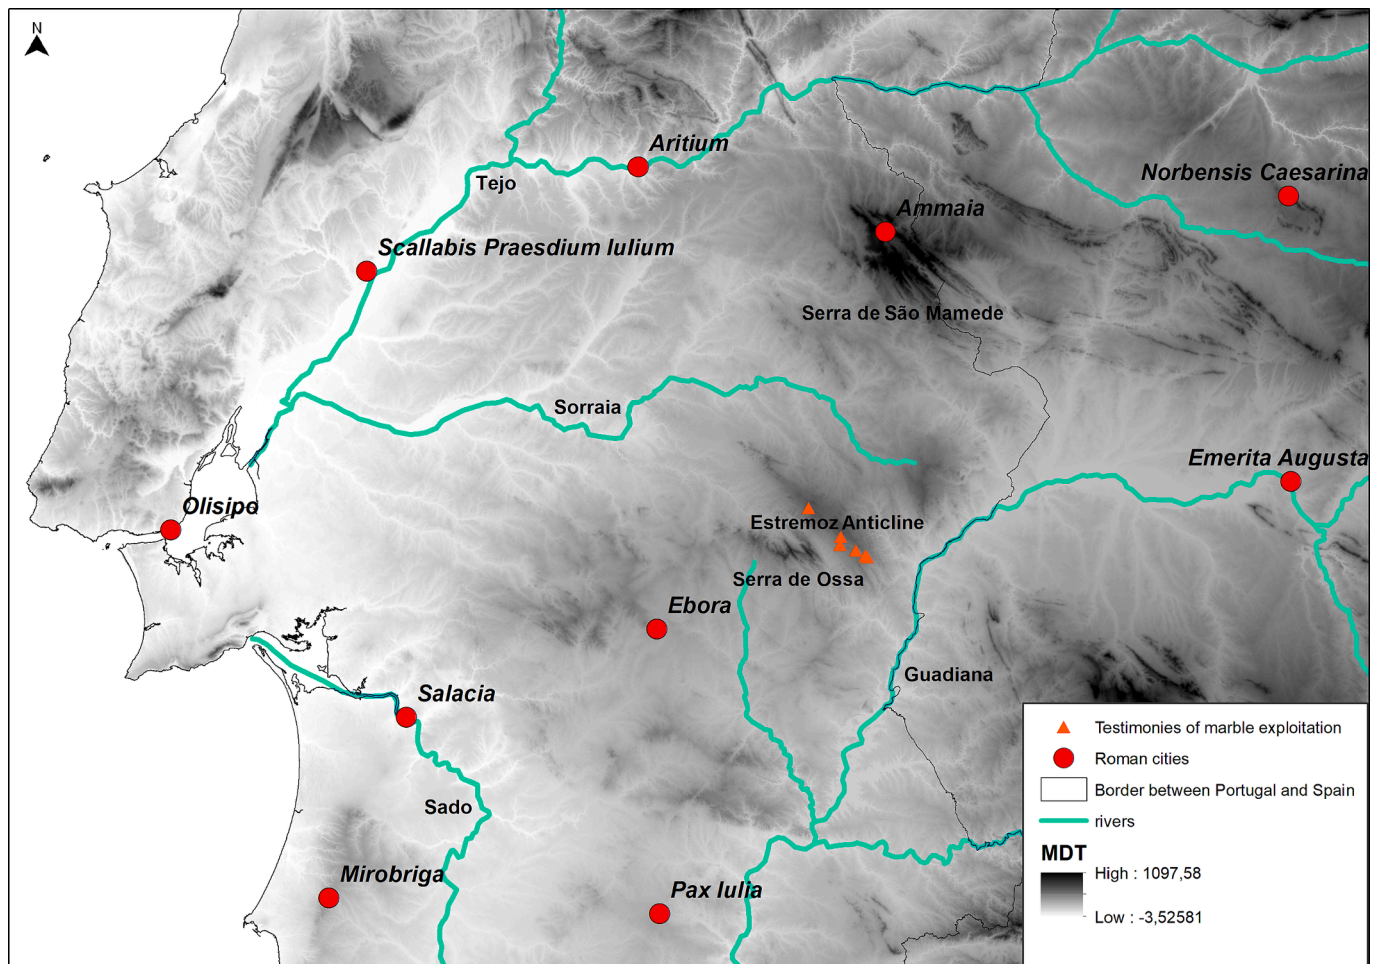 N
Aritium
Tejo
Norbensis Caesarina
Ammaia
Scallabis Praesdium Iulium
Serra de São Mamede
Sorraia
Emerita Augusta
Olisipo
Estremoz Anticline
Serra de Ossa
Ebora
Guadiana
Salacia
Sado
Mirobriga
Pax Iulia
Testimonies of marble exploitation
Roman cities
Border between Portugal and Spain
rivers
MDT
High : 1097,58
Low : -3,52581